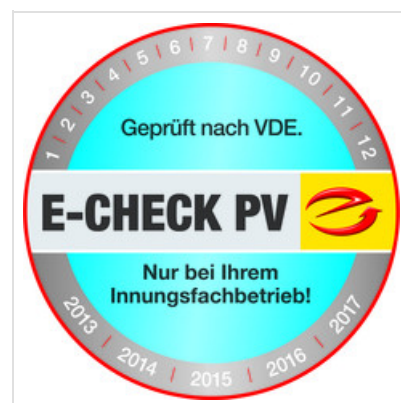 1 | 2 | 3 | 4 | 5 | 6 | 7 | 8 | 9 | 10 | 11 | 12
Geprüft nach VDE.
E-CHECK PV
Nur bei Ihrem
Innungsfachbetrieb!
2013 | 2014 | 2015 | 2016 | 2017